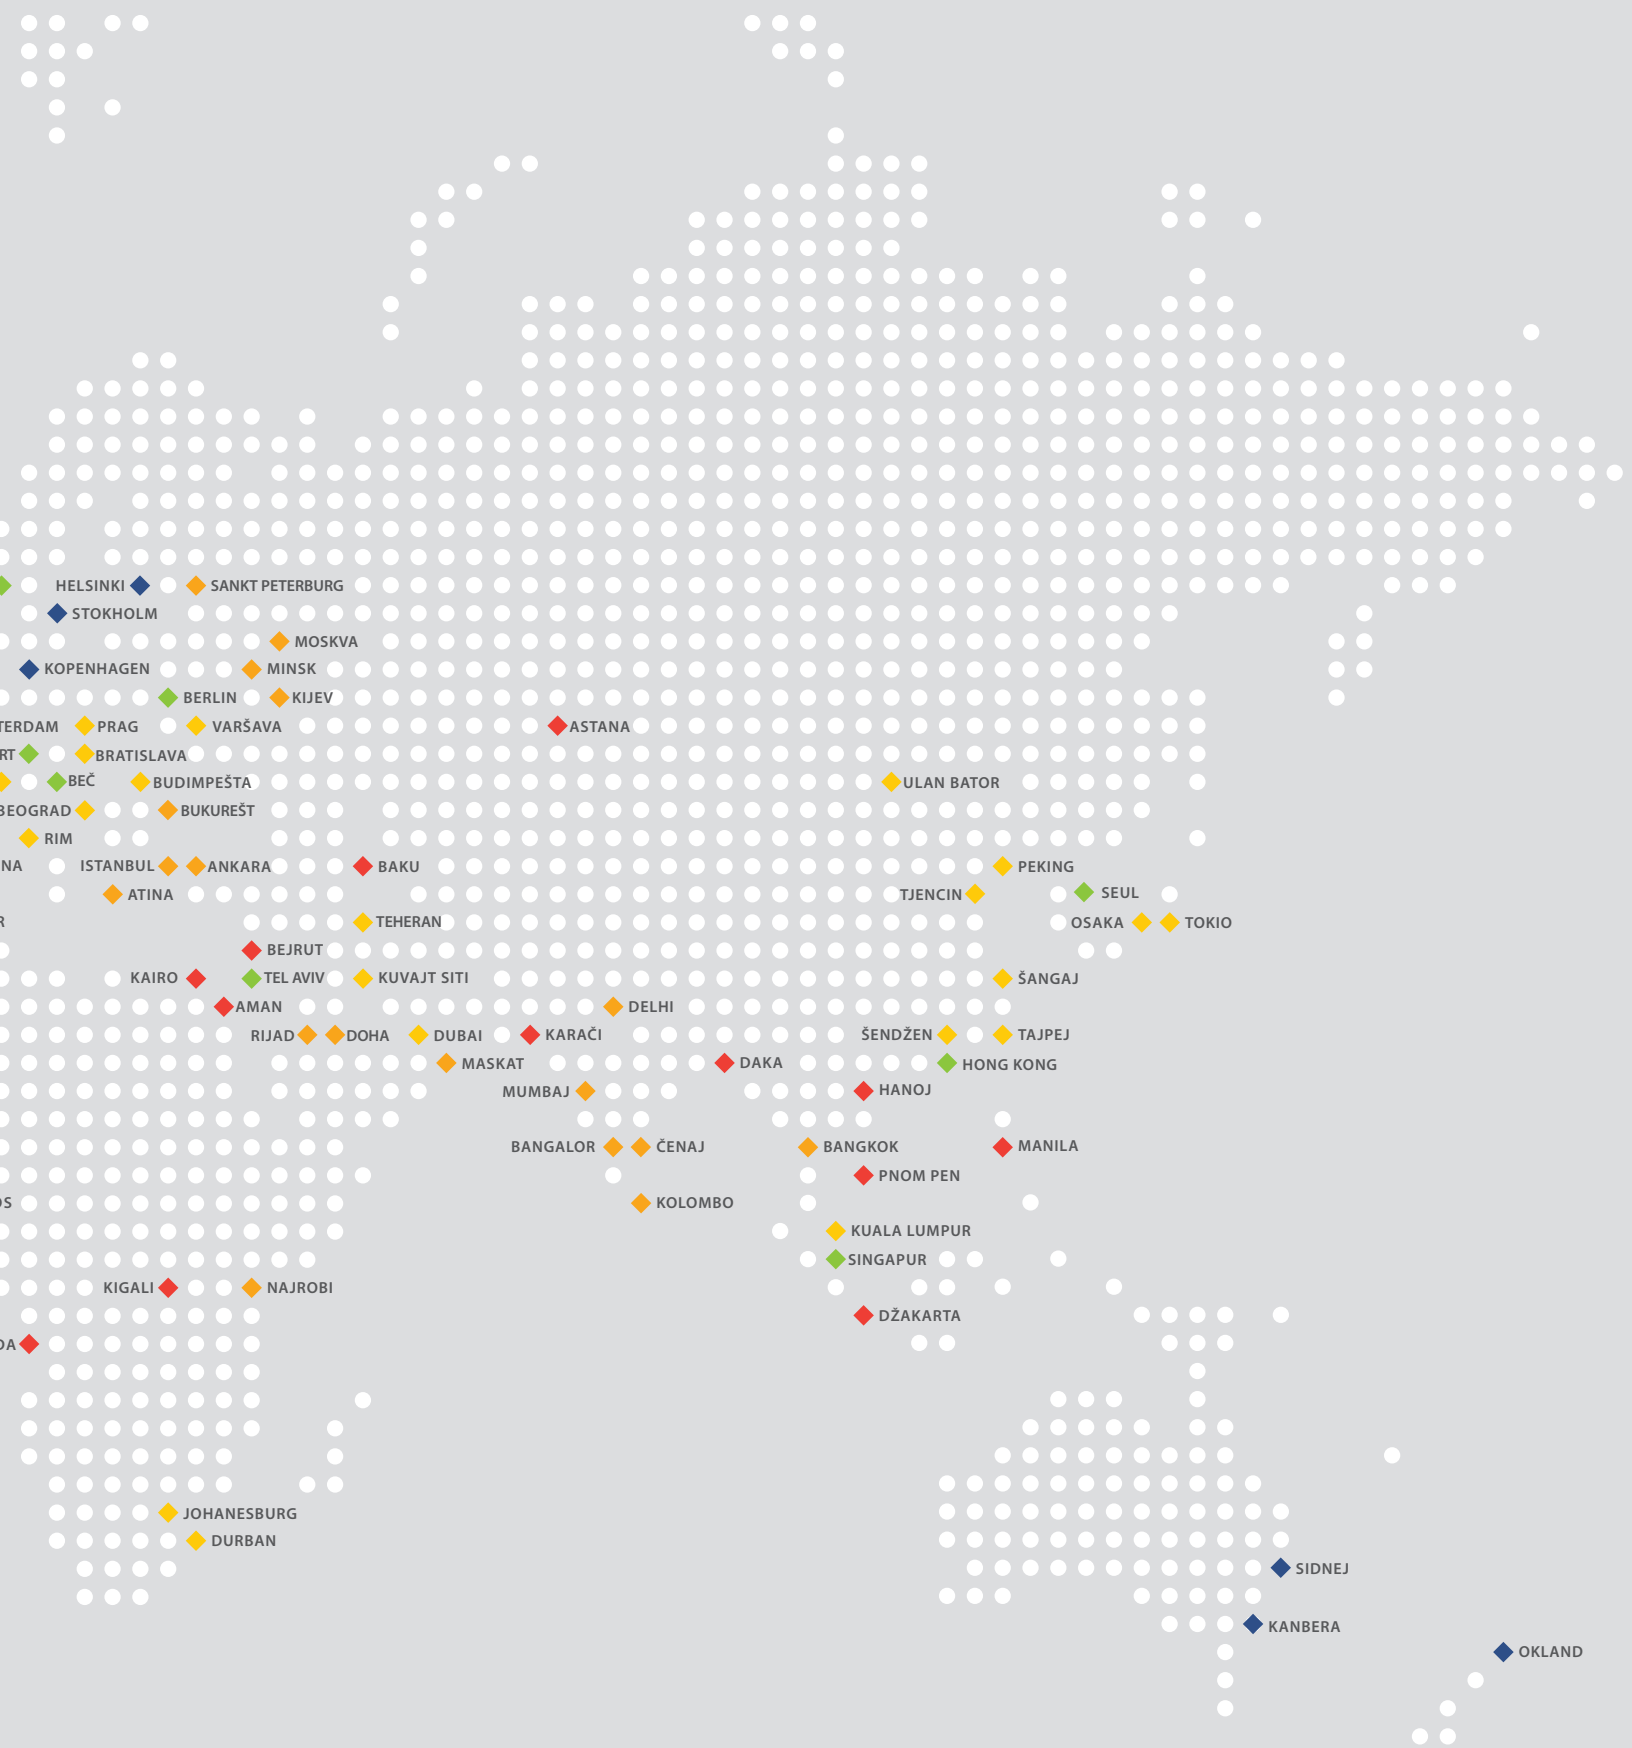 HELSINKI
SANKT PETERBURG
STOKHOLM
MOSKVA
KOPENHAGEN
MINSK
BERLIN
KIJEV
TERDAM
PRAG
VARŠAVA
ASTANA
RT
BRATISLAVA
BEČ
BUDIMPEŠTA
ULAN BATOR
BEOGRAD
BUKUREŠT
RIM
NA
ISTANBUL
ANKARA
BAKU
PEKING
ATINA
TJENCIN
SEUL
R
TEHERAN
OSAKA
TOKIO
BEJRUT
KAIRO
TEL AVIV
KUVAJT SITI
ŠANGAJ
AMAN
DELHI
RIJAD
DOHA
DUBAI
KARAČI
ŠENDŽEN
TAJPEJ
MASKAT
DAKA
HONG KONG
MUMBAJ
HANOJ
BANGALOR
ČENAJ
BANGKOK
MANILA
PNOM PEN
OS
KOLOMBO
KUALA LUMPUR
SINGAPUR
KIGALI
NAJROBI
DŽAKARTA
DA
JOHANESBURG
DURBAN
SIDNEJ
KANBERA
OKLAND